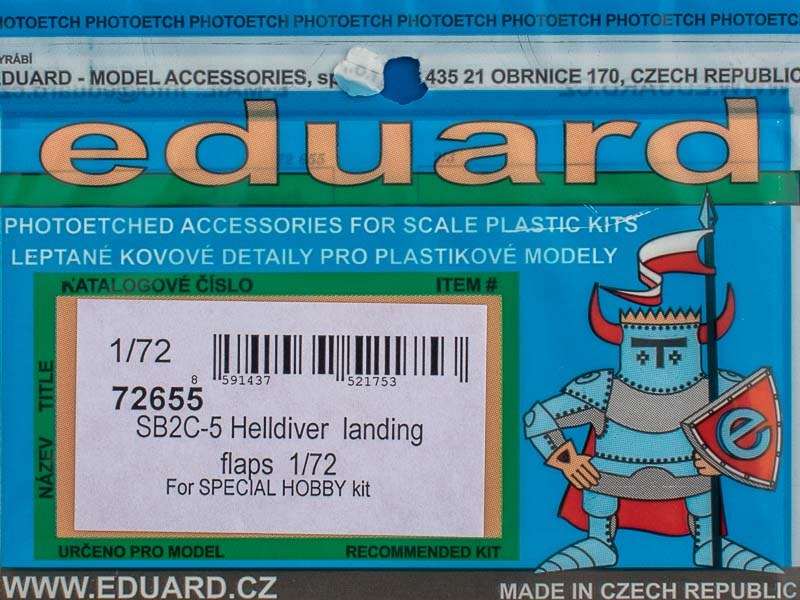 PHOTOETCH PHOTOETCH PHOTOETCH PHOTOETCH PHOTOETCH PHOTOETCH PHOTOETCH
EDUARD - MODEL ACCESSORIES, 435 21 OBRNICE 170, CZECH REPUBLIC
eduard
PHOTOETCHED ACCESSORIES FOR SCALE PLASTIC KITS
LEPTANÉ KOVOVÉ DETAILY PRO PLASTIKOVÉ MODELY
KATALOGOVÉ ČÍSLO ITEM #
NÁZEV TITLE
1/72
8 591437 521753
72655
SB2C-5 Helldiver landing
flaps 1/72
For SPECIAL HOBBY kit
e
URČENO PRO MODEL RECOMMENDED KIT
WWW.EDUARD.CZ MADE IN CZECH REPUBLIC